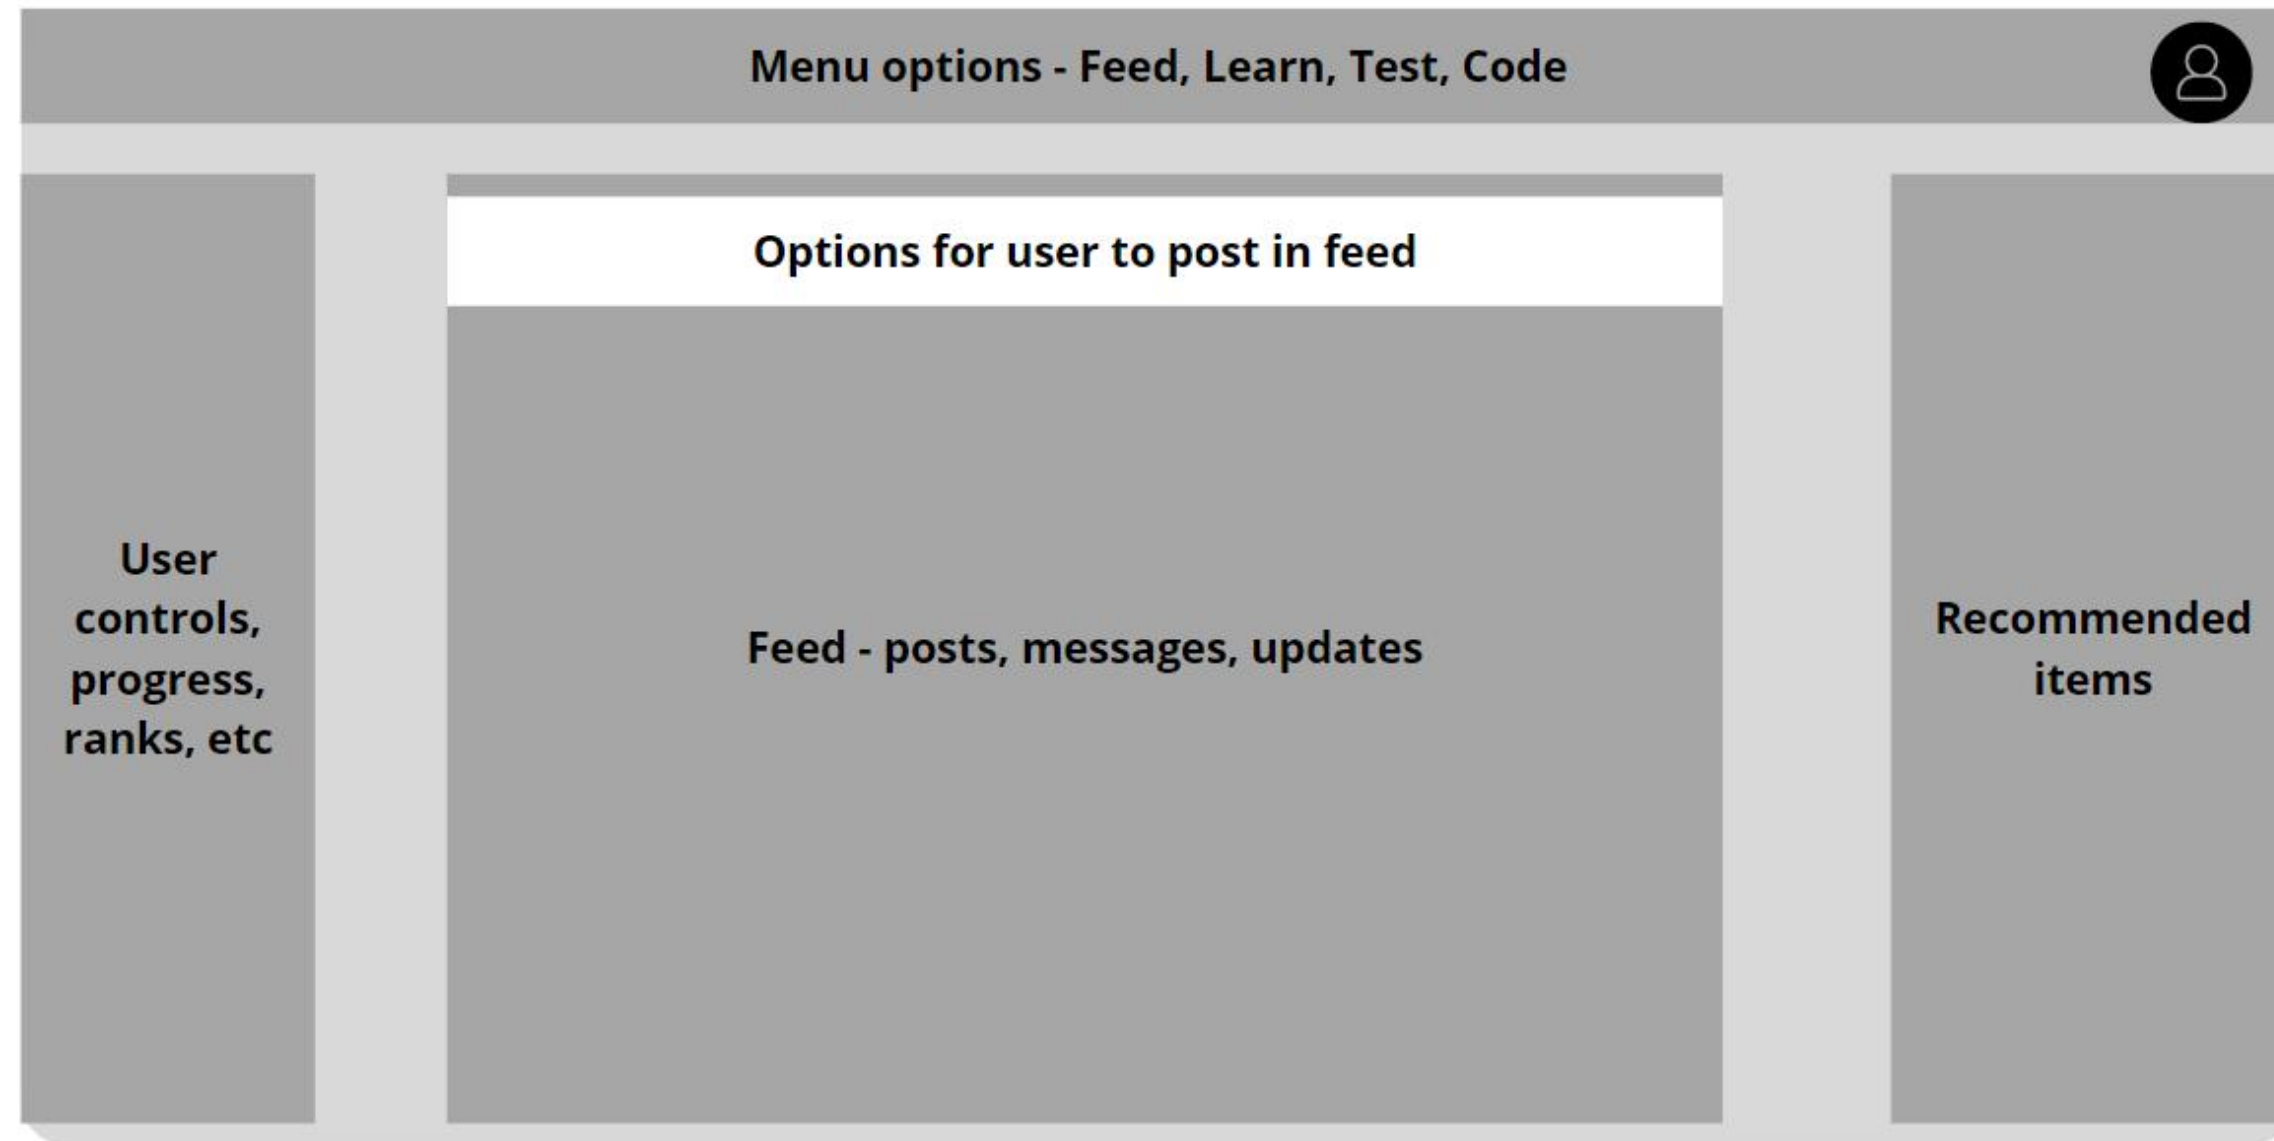 Menu options - Feed, Learn, Test, Code
Options for user to post in feed
User
controls,
progress,
ranks, etc
Feed - posts, messages, updates
Recommended
items